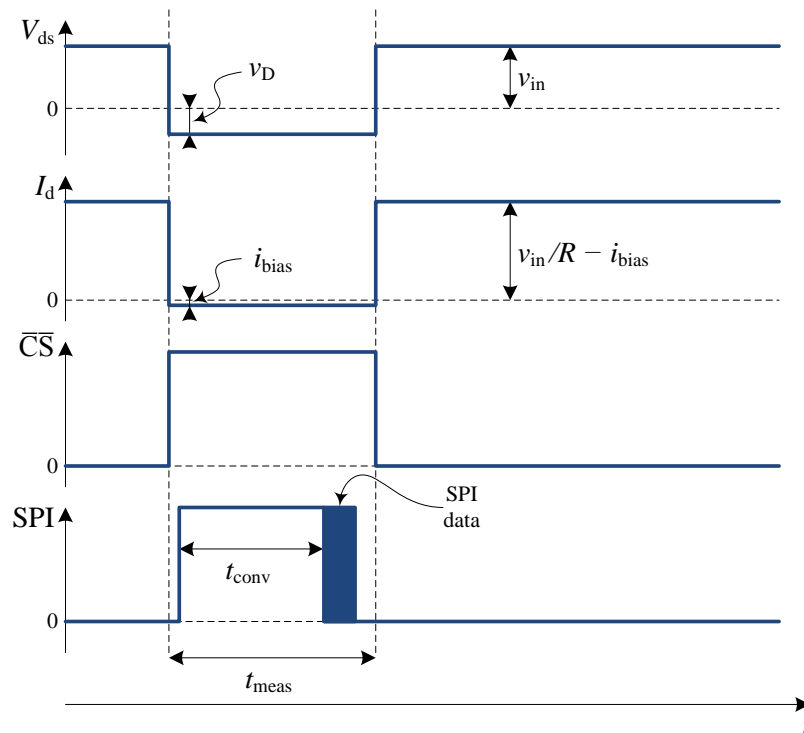 V_ds
v_D
v_in
0
I_d
i_bias
v_in/R − i_bias
0
C̅S̅
0
SPI
SPI
data
t_conv
0
t_meas